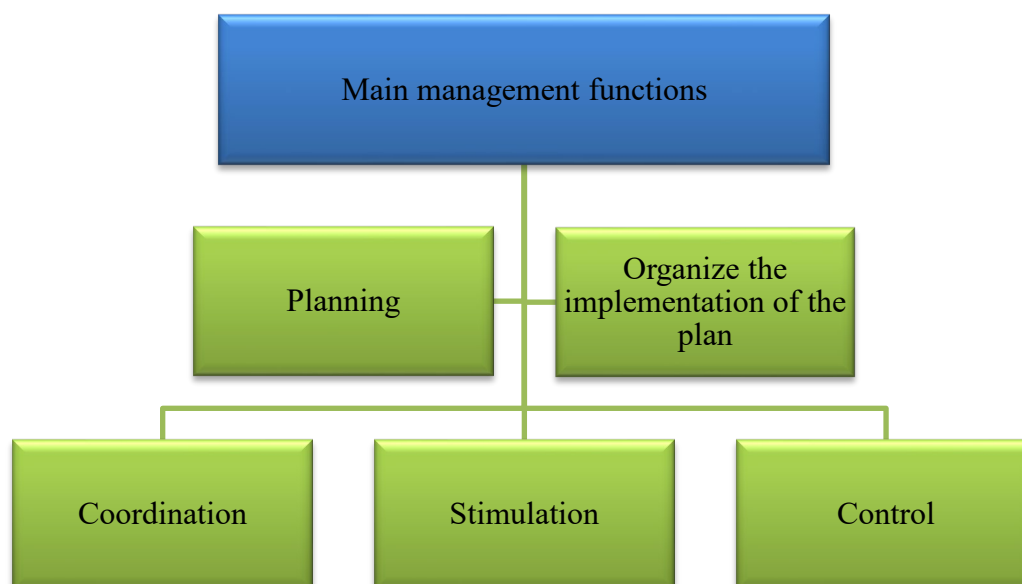 Main management functions
Planning
Organize the
implementation of the
plan
Coordination
Stimulation
Control